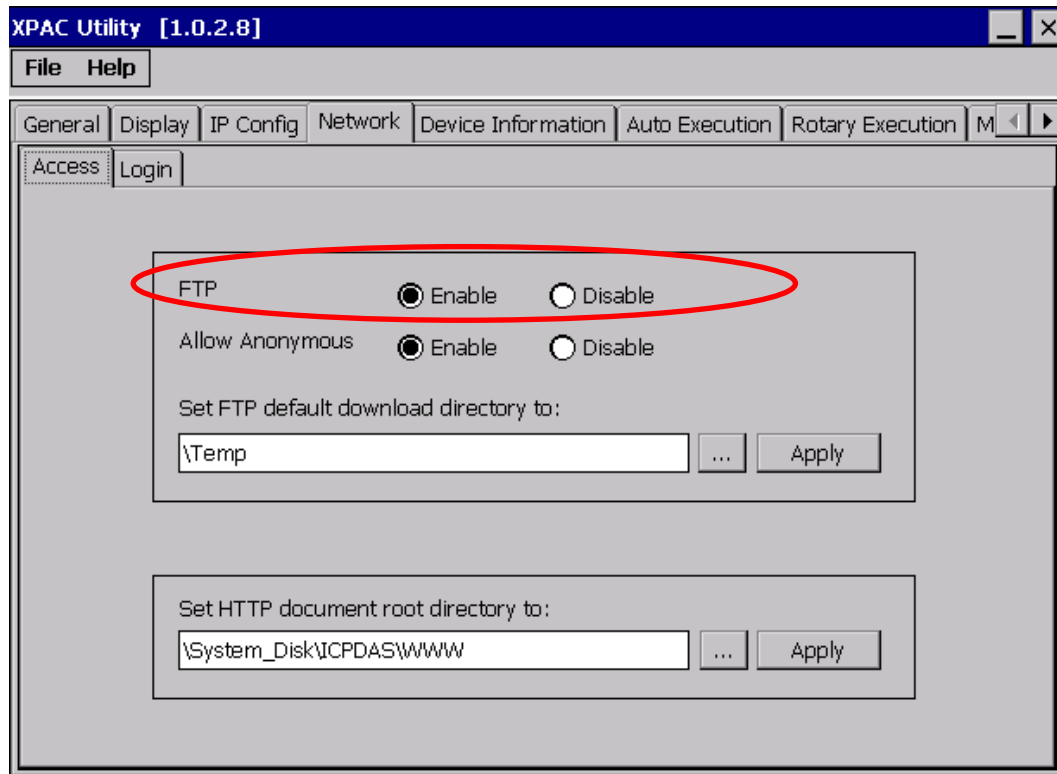 XPAC Utility [1.0.2.8]
File Help
General Display IP Config Network Device Information Auto Execution Rotary Execution M
Access Login
FTP Enable Disable
Allow Anonymous Enable Disable
Set FTP default download directory to:
\Temp ... Apply
Set HTTP document root directory to:
\System_Disk\ICPDAS\WWW ... Apply